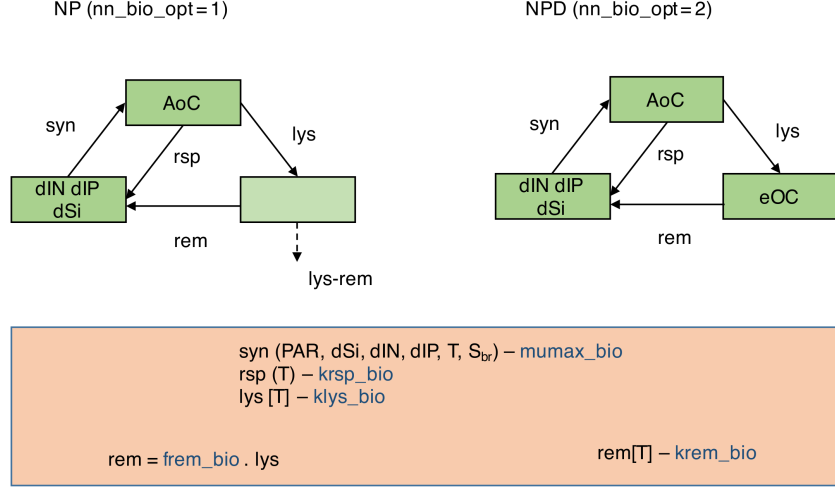 NP (nn_bio_opt=1)
NPD (nn_bio_opt=2)
AoC
AoC
syn
lys
syn
lys
rsp
rsp
dIN dIP
dSi
dIN dIP
dSi
eOC
rem
rem
lys-rem
syn (PAR, dSi, dIN, dIP, T, Sbr) – mumax_bio
rsp (T) – krsp_bio
lys [T] – klys_bio
rem = frem_bio . lys
rem[T] – krem_bio